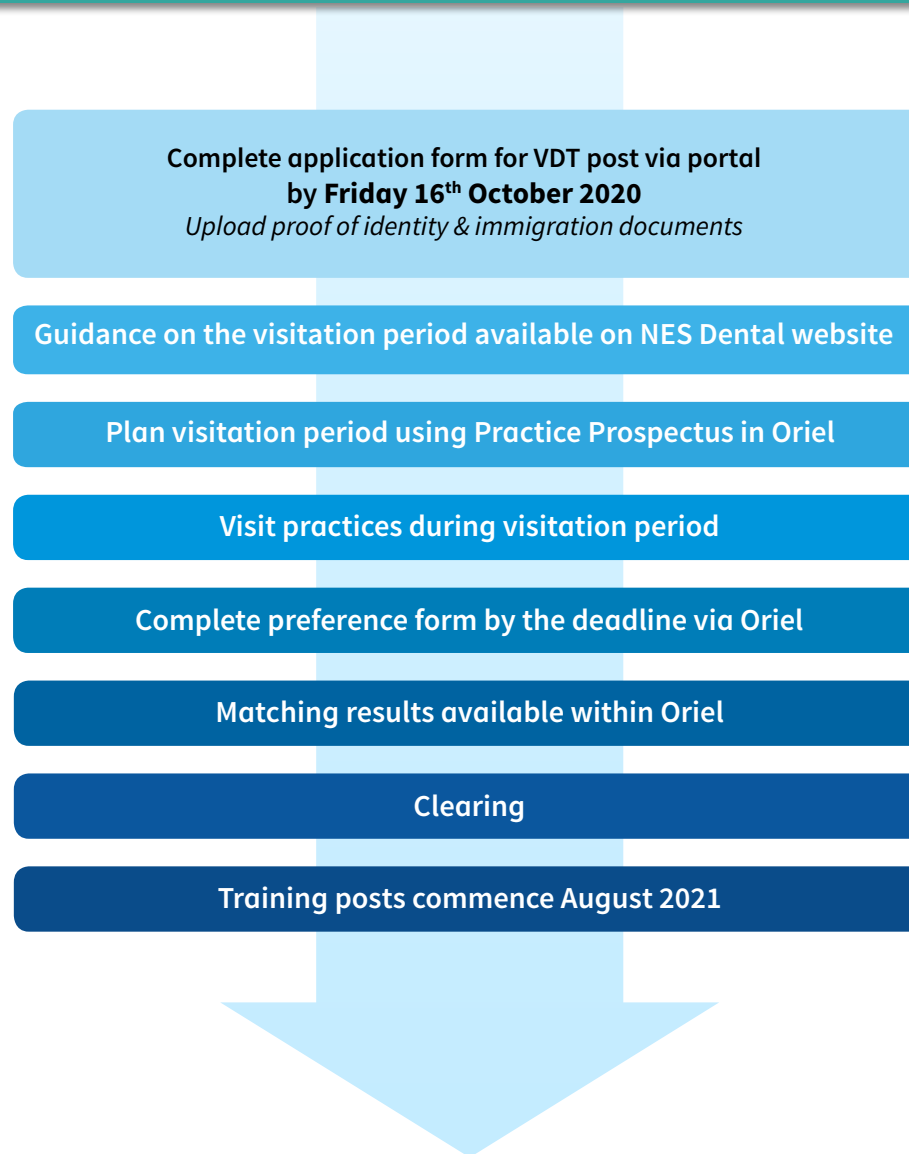 Complete application form for VDT post via portal
by Friday 16th October 2020
Upload proof of identity & immigration documents
Guidance on the visitation period available on NES Dental website
Plan visitation period using Practice Prospectus in Oriel
Visit practices during visitation period
Complete preference form by the deadline via Oriel
Matching results available within Oriel
Clearing
Training posts commence August 2021